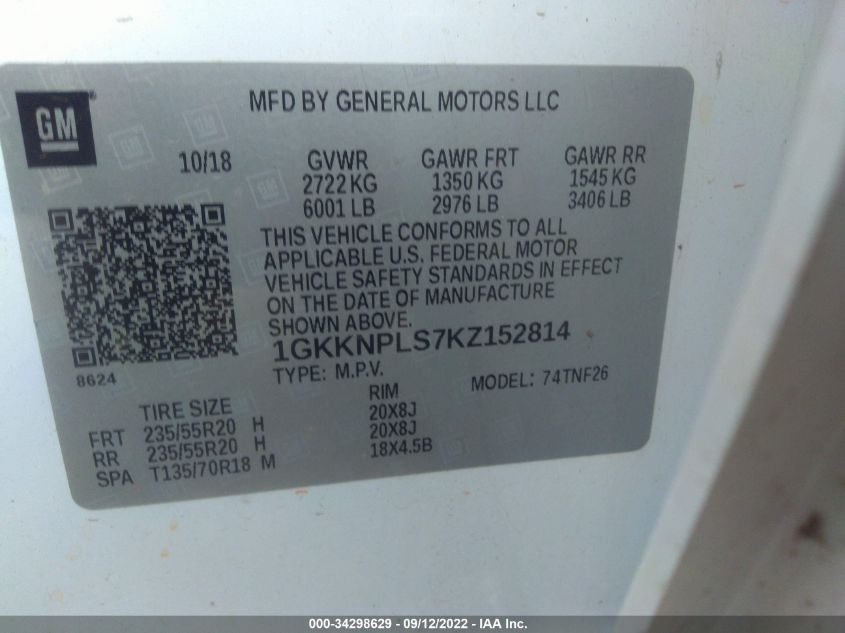 MFD BY GENERAL MOTORS LLC
GM
10/18 GVWR GAWR FRT GAWR RR
2722 KG 1350 KG 1545 KG
6001 LB 2976 LB 3406 LB
THIS VEHICLE CONFORMS TO ALL
APPLICABLE U.S. FEDERAL MOTOR
VEHICLE SAFETY STANDARDS IN EFFECT
ON THE DATE OF MANUFACTURE
SHOWN ABOVE.
1GKKNPLS7KZ152814
8624
TYPE: M.P.V. MODEL: 74TNF26
TIRE SIZE RIM
FRT 235/55R20 H 20X8J
RR 235/55R20 H 20X8J
SPA T135/70R18 M 18X4.5B
000-34298629 - 09/12/2022 - IAA Inc.